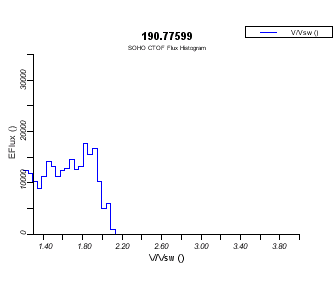 V/Vsw ()
190.77599
SOHO CTOF Flux Histogram
EFlux ()
30000
20000
10000
0
1.40 1.80 2.20 2.60 3.00 3.40 3.80
V/Vsw ()